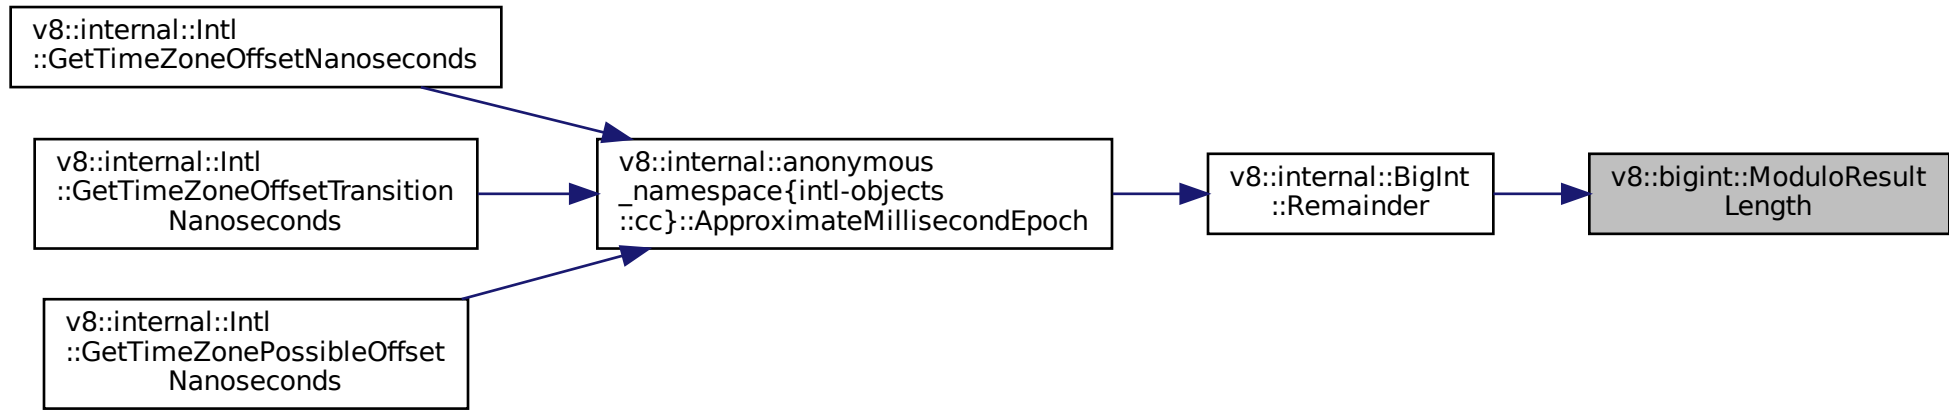 v8::internal::Intl
::GetTimeZoneOffsetNanoseconds
v8::internal::Intl
::GetTimeZoneOffsetTransition
Nanoseconds
v8::internal::Intl
::GetTimeZonePossibleOffset
Nanoseconds
v8::internal::anonymous
_namespace{intl-objects
::cc}::ApproximateMillisecondEpoch
v8::internal::BigInt
::Remainder
v8::bigint::ModuloResult
Length